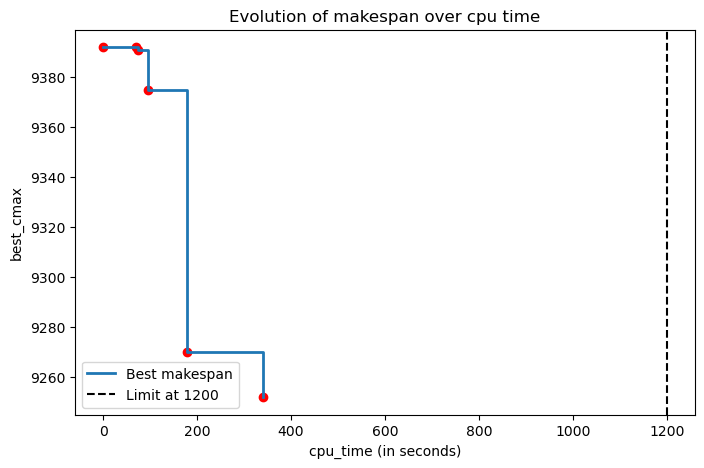 Evolution of makespan over cpu time
best_cmax
9380
9360
9340
9320
9300
9280
9260
Best makespan
Limit at 1200
0
200
400
600
800
1000
1200
cpu_time (in seconds)